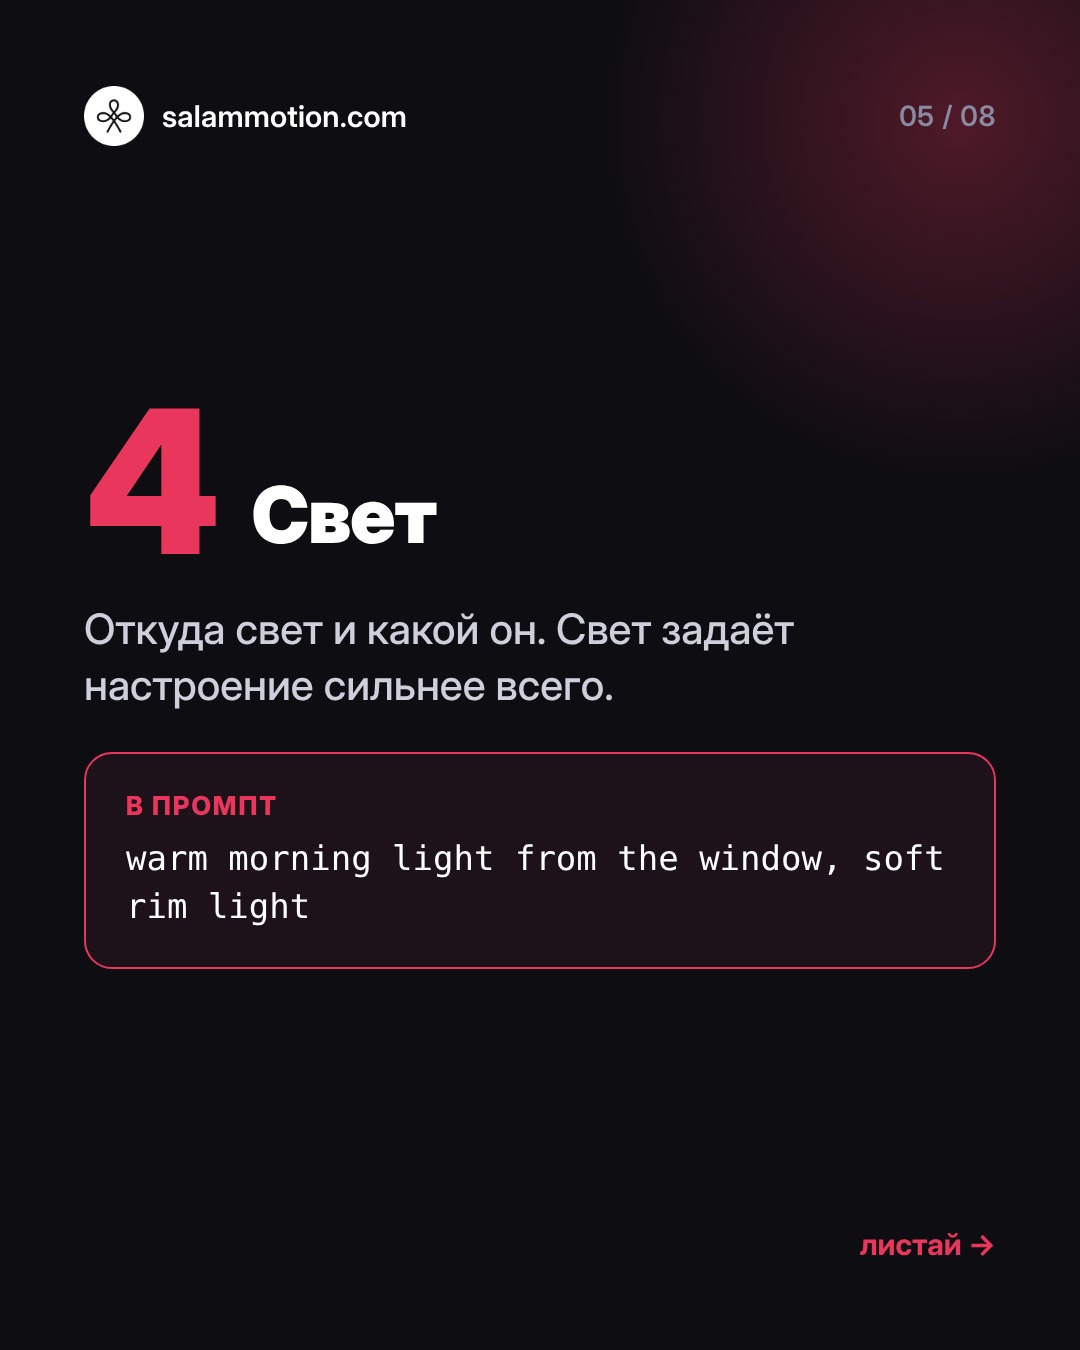 salammotion.com
05 / 08
4 Свет
Откуда свет и какой он. Свет задаёт
настроение сильнее всего.
В ПРОМПТ
warm morning light from the window, soft
rim light
листай →